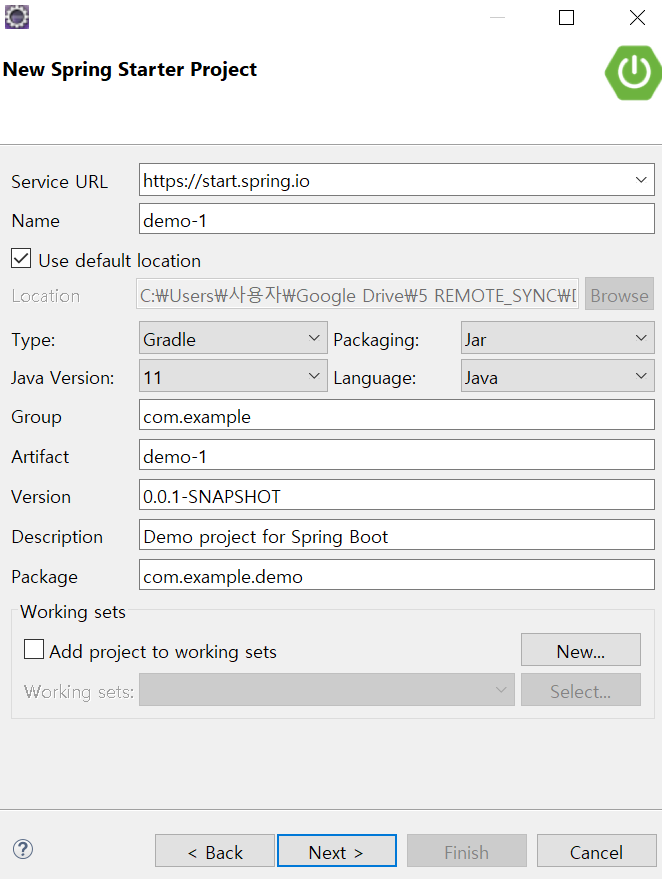 New Spring Starter Project
Service URL https://start.spring.io
Name demo-1
Use default location
Location C:₩Users₩사용자₩Google Drive₩5 REMOTE_SYNC₩ Browse
Type: Gradle Packaging: Jar
Java Version: 11 Language: Java
Group com.example
Artifact demo-1
Version 0.0.1-SNAPSHOT
Description Demo project for Spring Boot
Package com.example.demo
Working sets
Add project to working sets New...
Working sets: Select...
? < Back Next > Finish Cancel